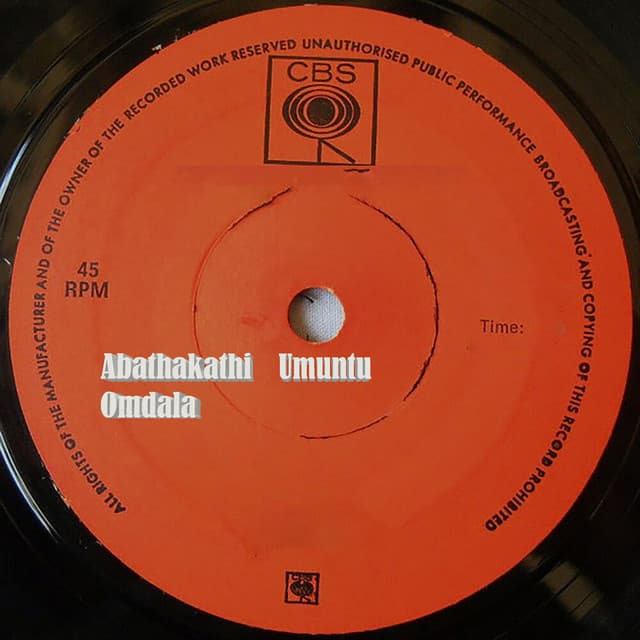 ALL RIGHTS OF THE MANUFACTURER AND OF THE OWNER OF THE RECORDED WORK RESERVED UNAUTHORISED PUBLIC PERFORMANCE BROADCASTING AND COPYING OF THIS RECORD PROHIBITED
CBS
45
RPM
Time:
Abathakathi Umuntu
Omdala